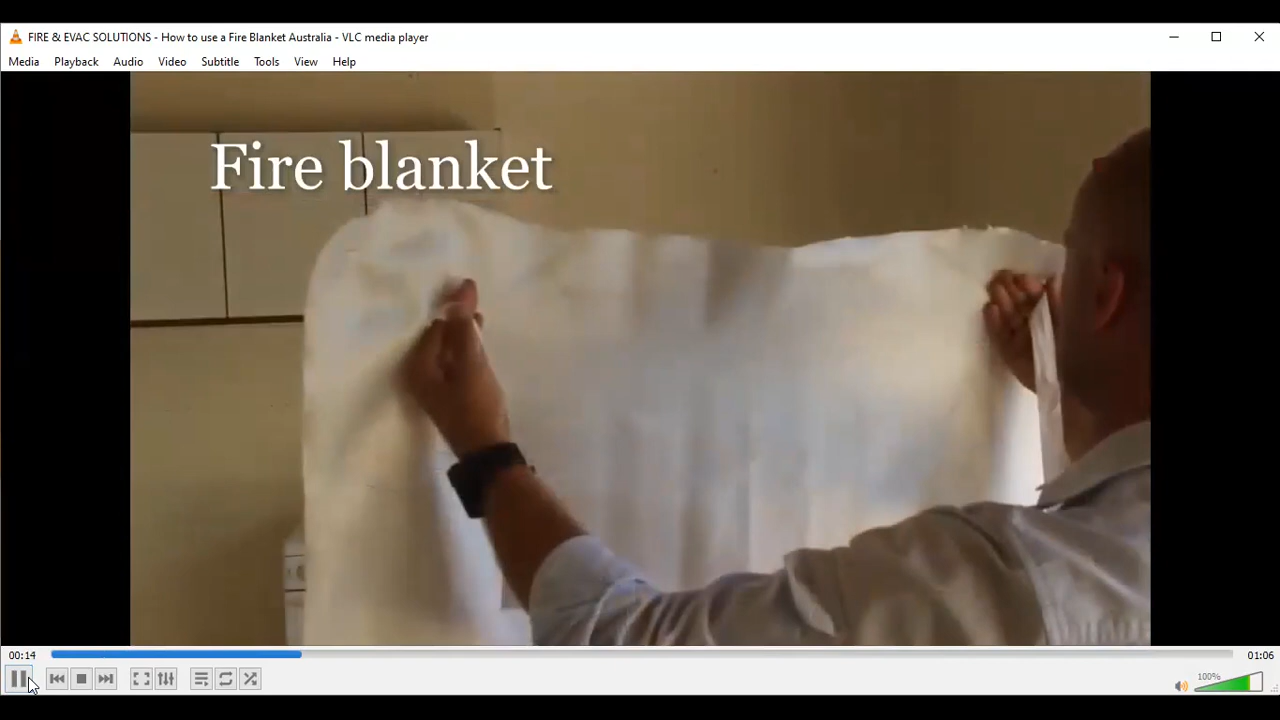 FIRE & EVAC SOLUTIONS - How to use a Fire Blanket Australia - VLC media player
Media Playback Audio Video Subtitle Tools View Help
Fire blanket
00:14 01:06
100%